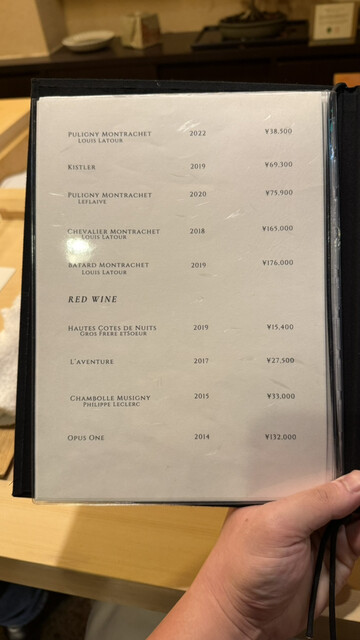 PULIGNY MONTRACHET 2022 ¥38,500
LOUIS LATOUR
KISTLER 2019 ¥69,300
PULIGNY MONTRACHET 2020 ¥75,900
LEFLAIVE
CHEVALIER MONTRACHET 2018 ¥165,000
LOUIS LATOUR
BATARD MONTRACHET 2019 ¥176,000
LOUIS LATOUR
RED WINE
HAUTES COTES DE NUITS 2019 ¥15,400
GROS FRERE ETSOEUR
L'AVENTURE 2017 ¥27,500
CHAMBOLLE MUSIGNY 2015 ¥33,000
PHILIPPE LECLERC
OPUS ONE 2014 ¥132,000